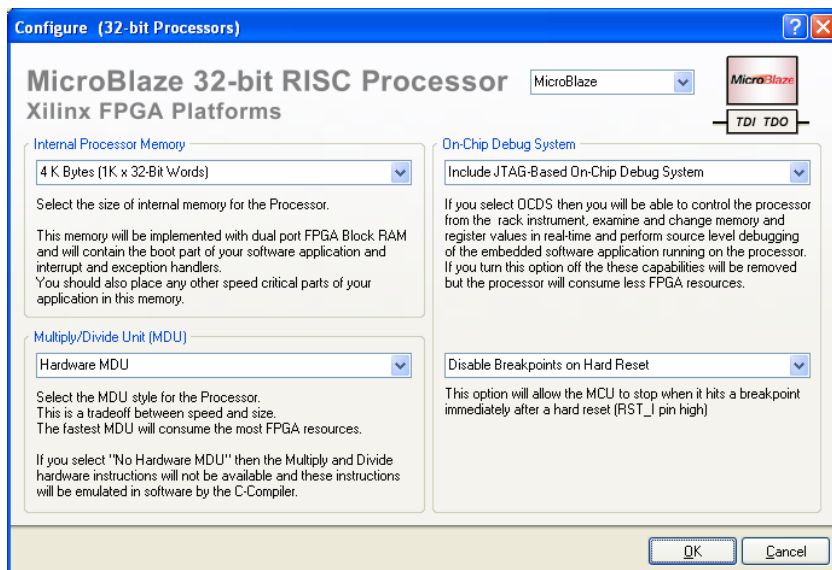 Configure (32-bit Processors)
MicroBlaze 32-bit RISC Processor
Xilinx FPGA Platforms
MicroBlaze
MicroBlaze
TDI TDO
Internal Processor Memory
4 K Bytes (1K x 32-Bit Words)
Select the size of internal memory for the Processor.
This memory will be implemented with dual port FPGA Block RAM
and will contain the boot part of your software application and
interrupt and exception handlers.
You should also place any other speed critical parts of your
application in this memory.
Multiply/Divide Unit (MDU)
Hardware MDU
Select the MDU style for the Processor.
This is a tradeoff between speed and size.
The fastest MDU will consume the most FPGA resources.
If you select "No Hardware MDU" then the Multiply and Divide
hardware instructions will not be available and these instructions
will be emulated in software by the C-Compiler.
On-Chip Debug System
Include JTAG-Based On-Chip Debug System
If you select OCDS then you will be able to control the processor
from the rack instrument, examine and change memory and
register values in real-time and perform source level debugging
of the embedded software application running on the processor.
If you turn this option off the these capabilities will be removed
but the processor will consume less FPGA resources.
Disable Breakpoints on Hard Reset
This option will allow the MCU to stop when it hits a breakpoint
immediately after a hard reset (RST_I pin high)
OK
Cancel